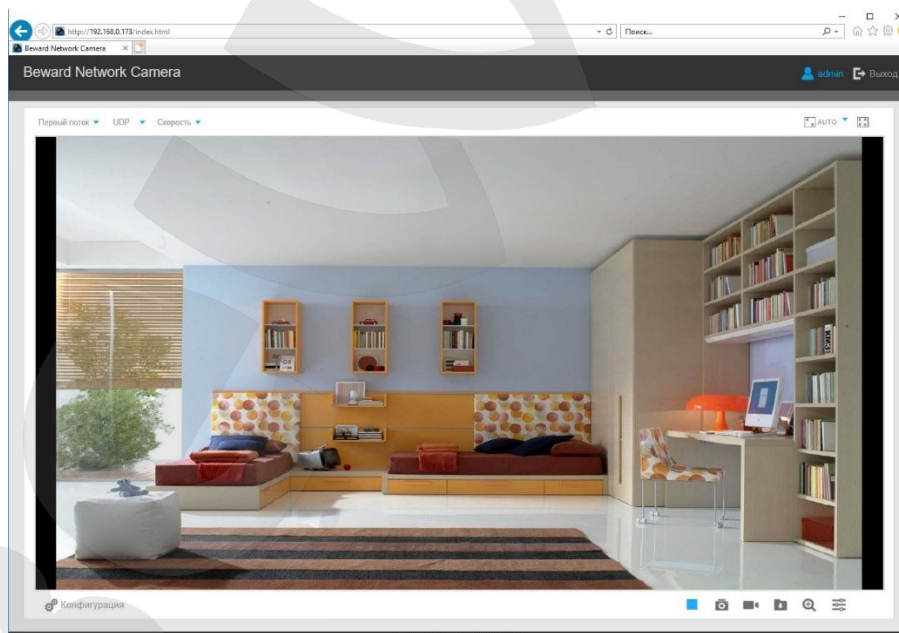 http://192.168.0.173/index.html
Поиск...
Beward Network Camera
Beward Network Camera
admin
Выход
Первый поток
UDP
Скорость
AUTO
Конфигурация